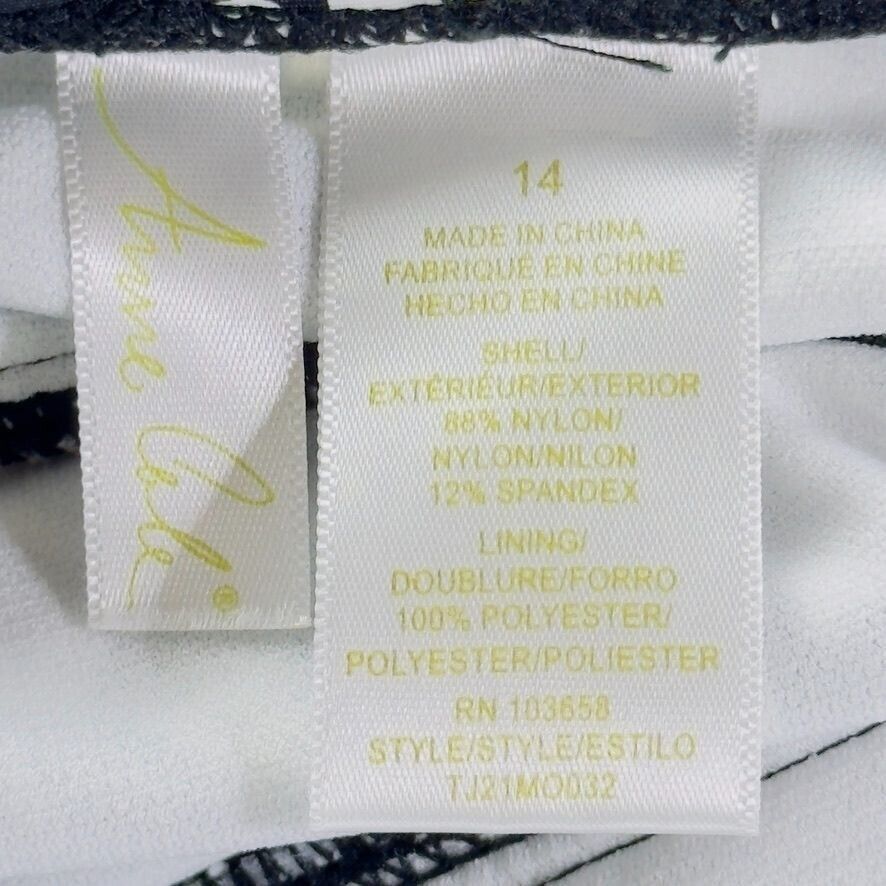 Anne Cole®
14
MADE IN CHINA
FABRIQUÉ EN CHINE
HECHO EN CHINA
SHELL/
EXTÉRIEUR/EXTERIOR
88% NYLON/
NYLON/NILON
12% SPANDEX
LINING/
DOUBLURE/FORRO
100% POLYESTER/
POLYESTER/POLIESTER
RN 103658
STYLE/STYLE/ESTILO
TJ21MO032